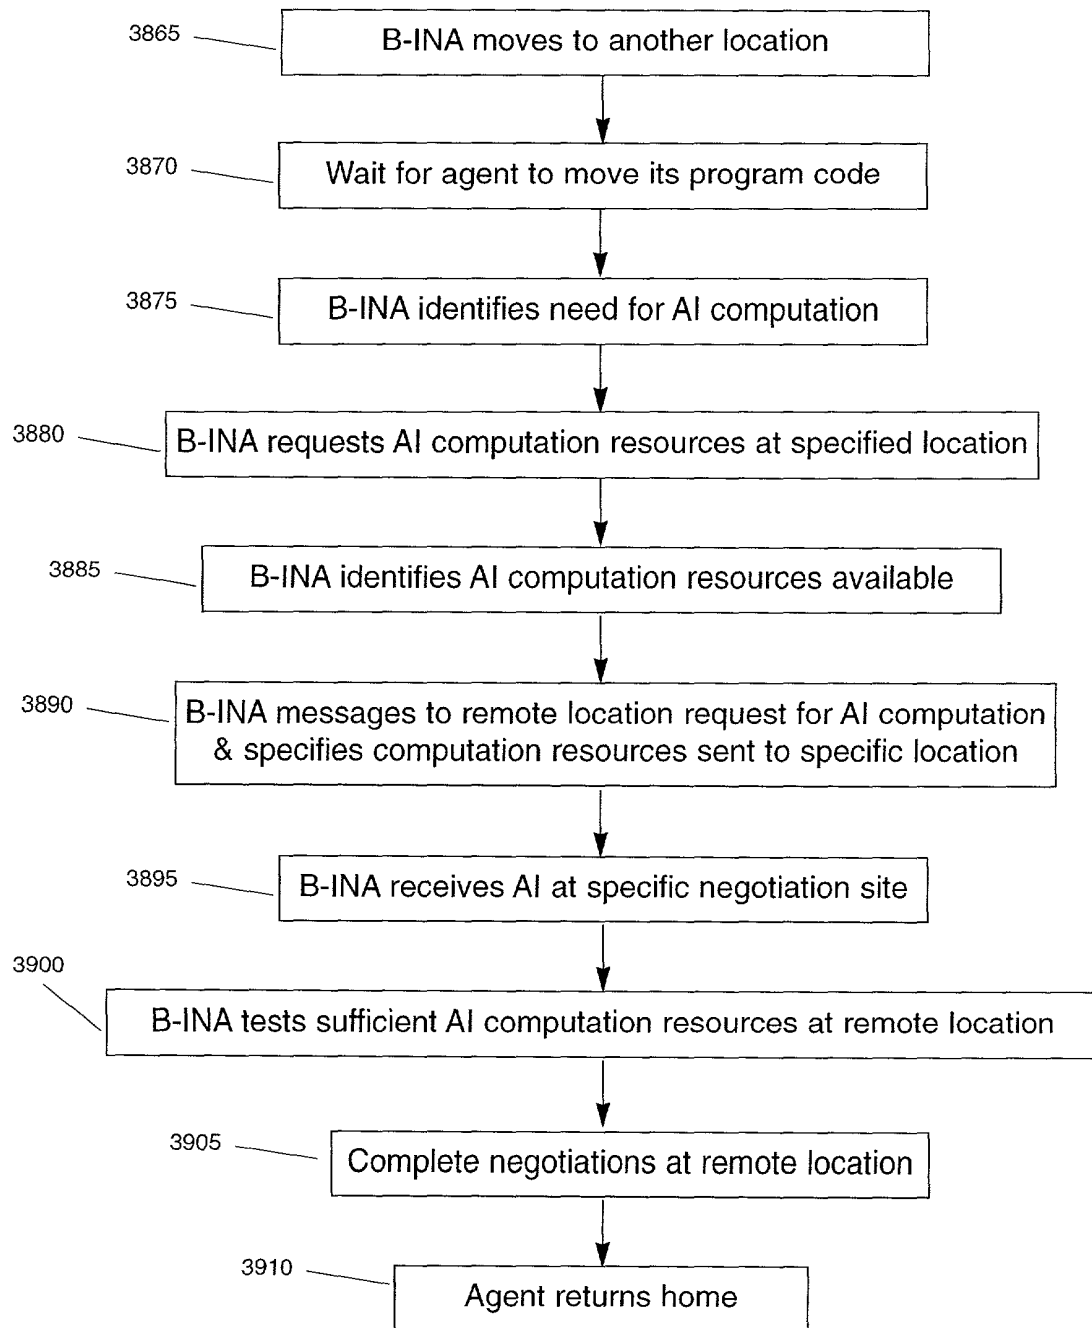 3865
B-INA moves to another location
3870
Wait for agent to move its program code
3875
B-INA identifies need for AI computation
3880
B-INA requests AI computation resources at specified location
3885
B-INA identifies AI computation resources available
3890
B-INA messages to remote location request for AI computation
& specifies computation resources sent to specific location
3895
B-INA receives AI at specific negotiation site
3900
B-INA tests sufficient AI computation resources at remote location
3905
Complete negotiations at remote location
3910
Agent returns home